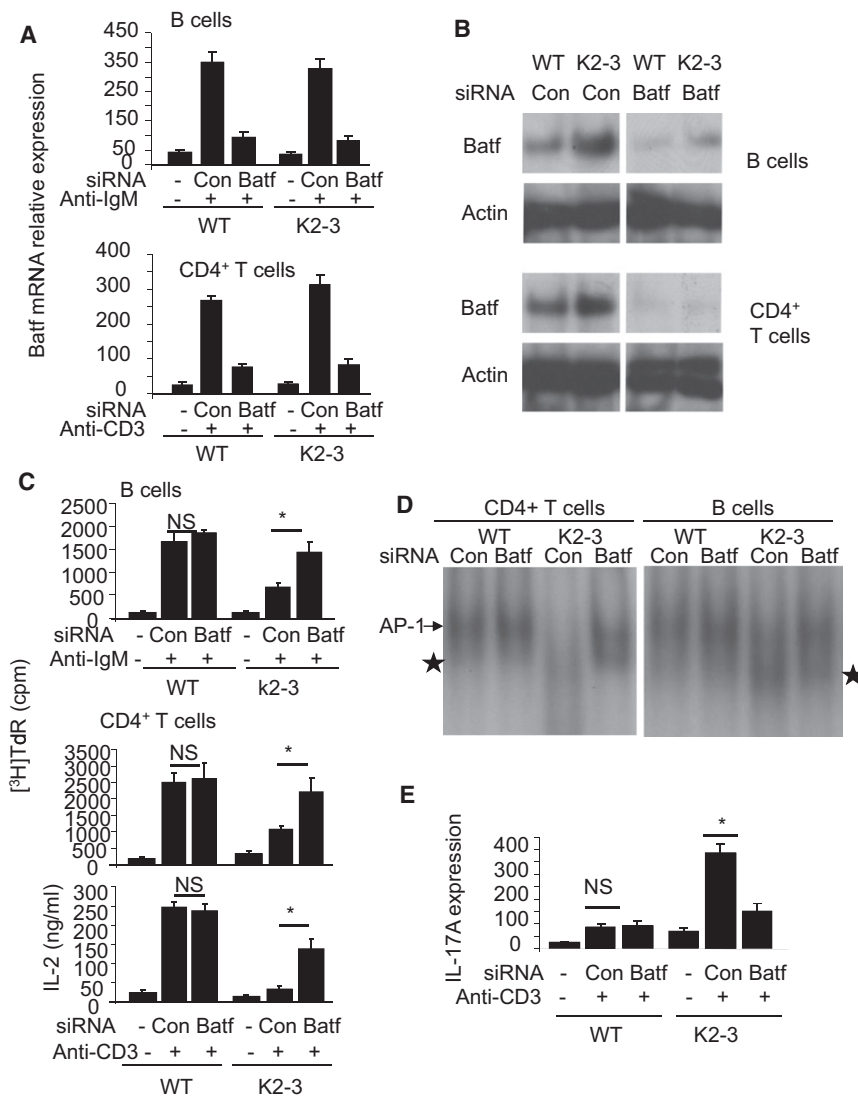 A
B cells
Batf mRNA relative expression
450
350
250
150
50
0
siRNA - Con Batf - Con Batf
Anti-IgM - + + - + +
WT K2-3
CD4+ T cells
400
300
200
100
0
siRNA - Con Batf - Con Batf
Anti-CD3 - + + - + +
WT K2-3
B
WT K2-3 WT K2-3
siRNA Con Con Batf Batf
Batf
B cells
Actin
Batf
CD4+
T cells
Actin
C
B cells
[3H]TdR (cpm)
2500
2000
1500
1000
500
0
NS *
siRNA - Con Batf - Con Batf
Anti-IgM - + + - + +
WT k2-3
CD4+ T cells
3500
3000
2500
2000
1500
1000
500
0
NS *
IL-2 (ng/ml)
300
250
200
150
100
50
0
NS *
siRNA - Con Batf - Con Batf
Anti-CD3 - + + - + +
WT K2-3
D
CD4+ T cells B cells
WT K2-3 WT K2-3
siRNA Con Batf Con Batf Con Batf Con Batf
AP-1
E
IL-17A expression
400
300
200
100
0
NS *
siRNA - Con Batf - Con Batf
Anti-CD3 - + + - + +
WT K2-3